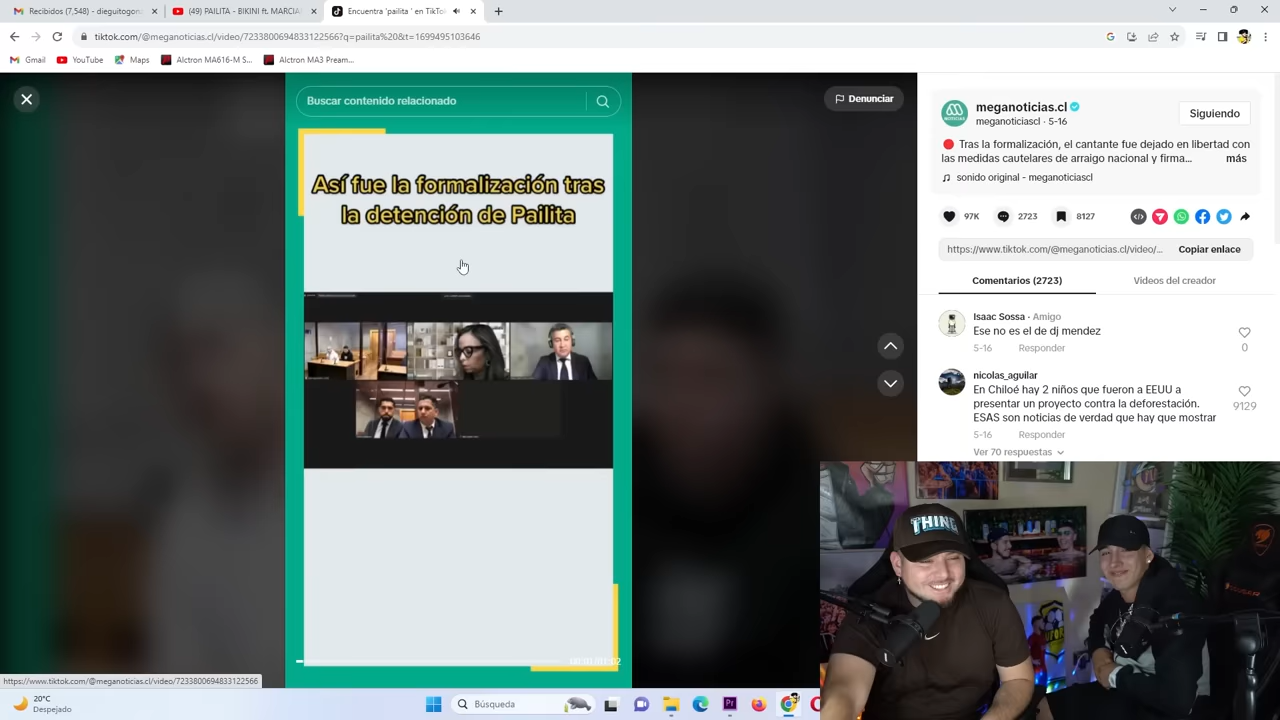 Recibidos (7,548) - dieguitogona
(49) PAILITA - BIKINI ft. MARCIAN
Encuentra 'pailita ' en TikTok
tiktok.com/@meganoticias.cl/video/7233800694833122566?q=pailita%20&t=1699495103646
Gmail
YouTube
Maps
Alctron MA616-M S...
Alctron MA3 Pream...
Buscar contenido relacionado
Denunciar
Así fue la formalización tras
la detención de Pailita
00:01/01:02
meganoticias.cl
meganoticiascl · 5-16
Siguiendo
Tras la formalización, el cantante fue dejado en libertad con
las medidas cautelares de arraigo nacional y firma...
más
sonido original - meganoticiascl
97K
2723
8127
https://www.tiktok.com/@meganoticias.cl/video/...
Copiar enlace
Comentarios (2723)
Videos del creador
Isaac Sossa · Amigo
Ese no es el de dj mendez
5-16
Responder
0
nicolas_aguilar
En Chiloé hay 2 niños que fueron a EEUU a
presentar un proyecto contra la deforestación.
ESAS son noticias de verdad que hay que mostrar
9129
5-16
Responder
Ver 70 respuestas
THING
https://www.tiktok.com/@meganoticias.cl/video/7233800694833122566
20°C
Despejado
Búsqueda